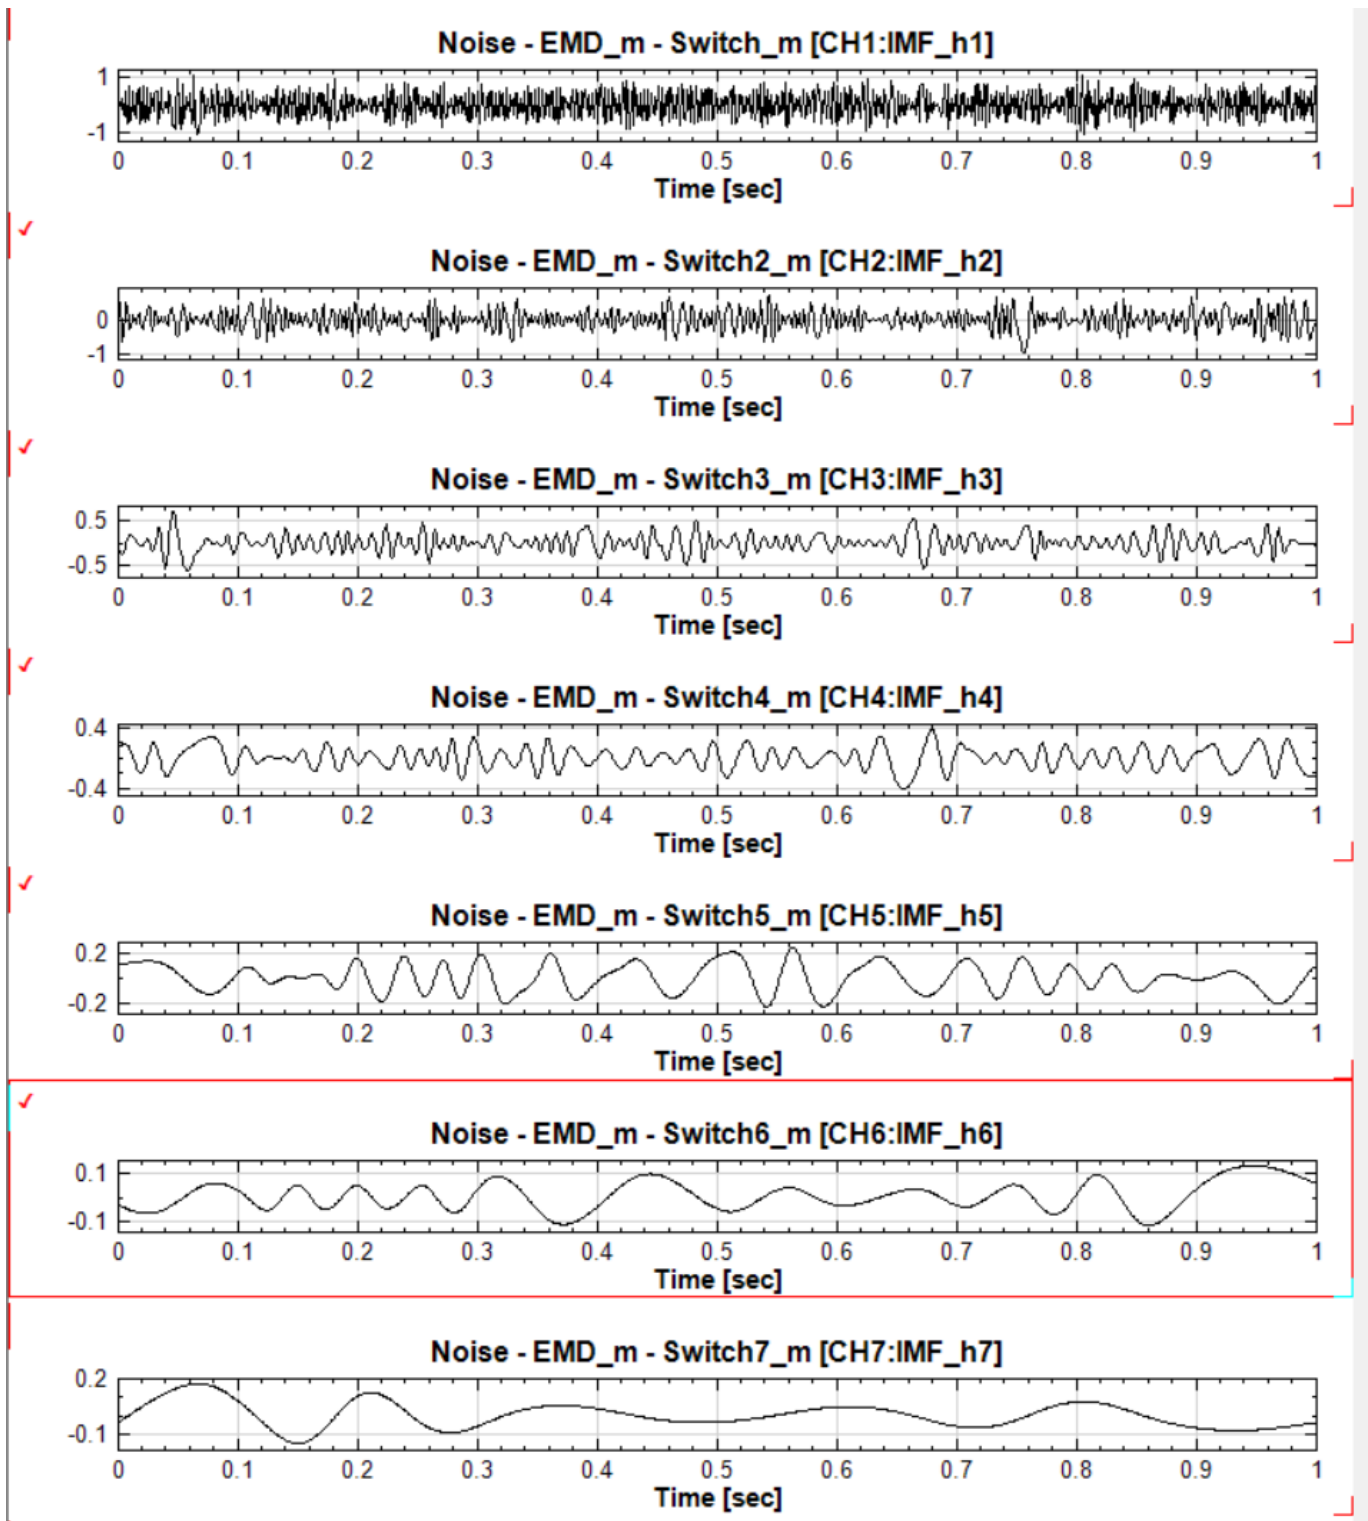 Noise - EMD_m - Switch_m [CH1:IMF_h1]
1
-1
0 0.1 0.2 0.3 0.4 0.5 0.6 0.7 0.8 0.9 1
Time [sec]
Noise - EMD_m - Switch2_m [CH2:IMF_h2]
0
-1
0 0.1 0.2 0.3 0.4 0.5 0.6 0.7 0.8 0.9 1
Time [sec]
Noise - EMD_m - Switch3_m [CH3:IMF_h3]
0.5
-0.5
0 0.1 0.2 0.3 0.4 0.5 0.6 0.7 0.8 0.9 1
Time [sec]
Noise - EMD_m - Switch4_m [CH4:IMF_h4]
0.4
-0.4
0 0.1 0.2 0.3 0.4 0.5 0.6 0.7 0.8 0.9 1
Time [sec]
Noise - EMD_m - Switch5_m [CH5:IMF_h5]
0.2
-0.2
0 0.1 0.2 0.3 0.4 0.5 0.6 0.7 0.8 0.9 1
Time [sec]
Noise - EMD_m - Switch6_m [CH6:IMF_h6]
0.1
-0.1
0 0.1 0.2 0.3 0.4 0.5 0.6 0.7 0.8 0.9 1
Time [sec]
Noise - EMD_m - Switch7_m [CH7:IMF_h7]
0.2
-0.1
0 0.1 0.2 0.3 0.4 0.5 0.6 0.7 0.8 0.9 1
Time [sec]